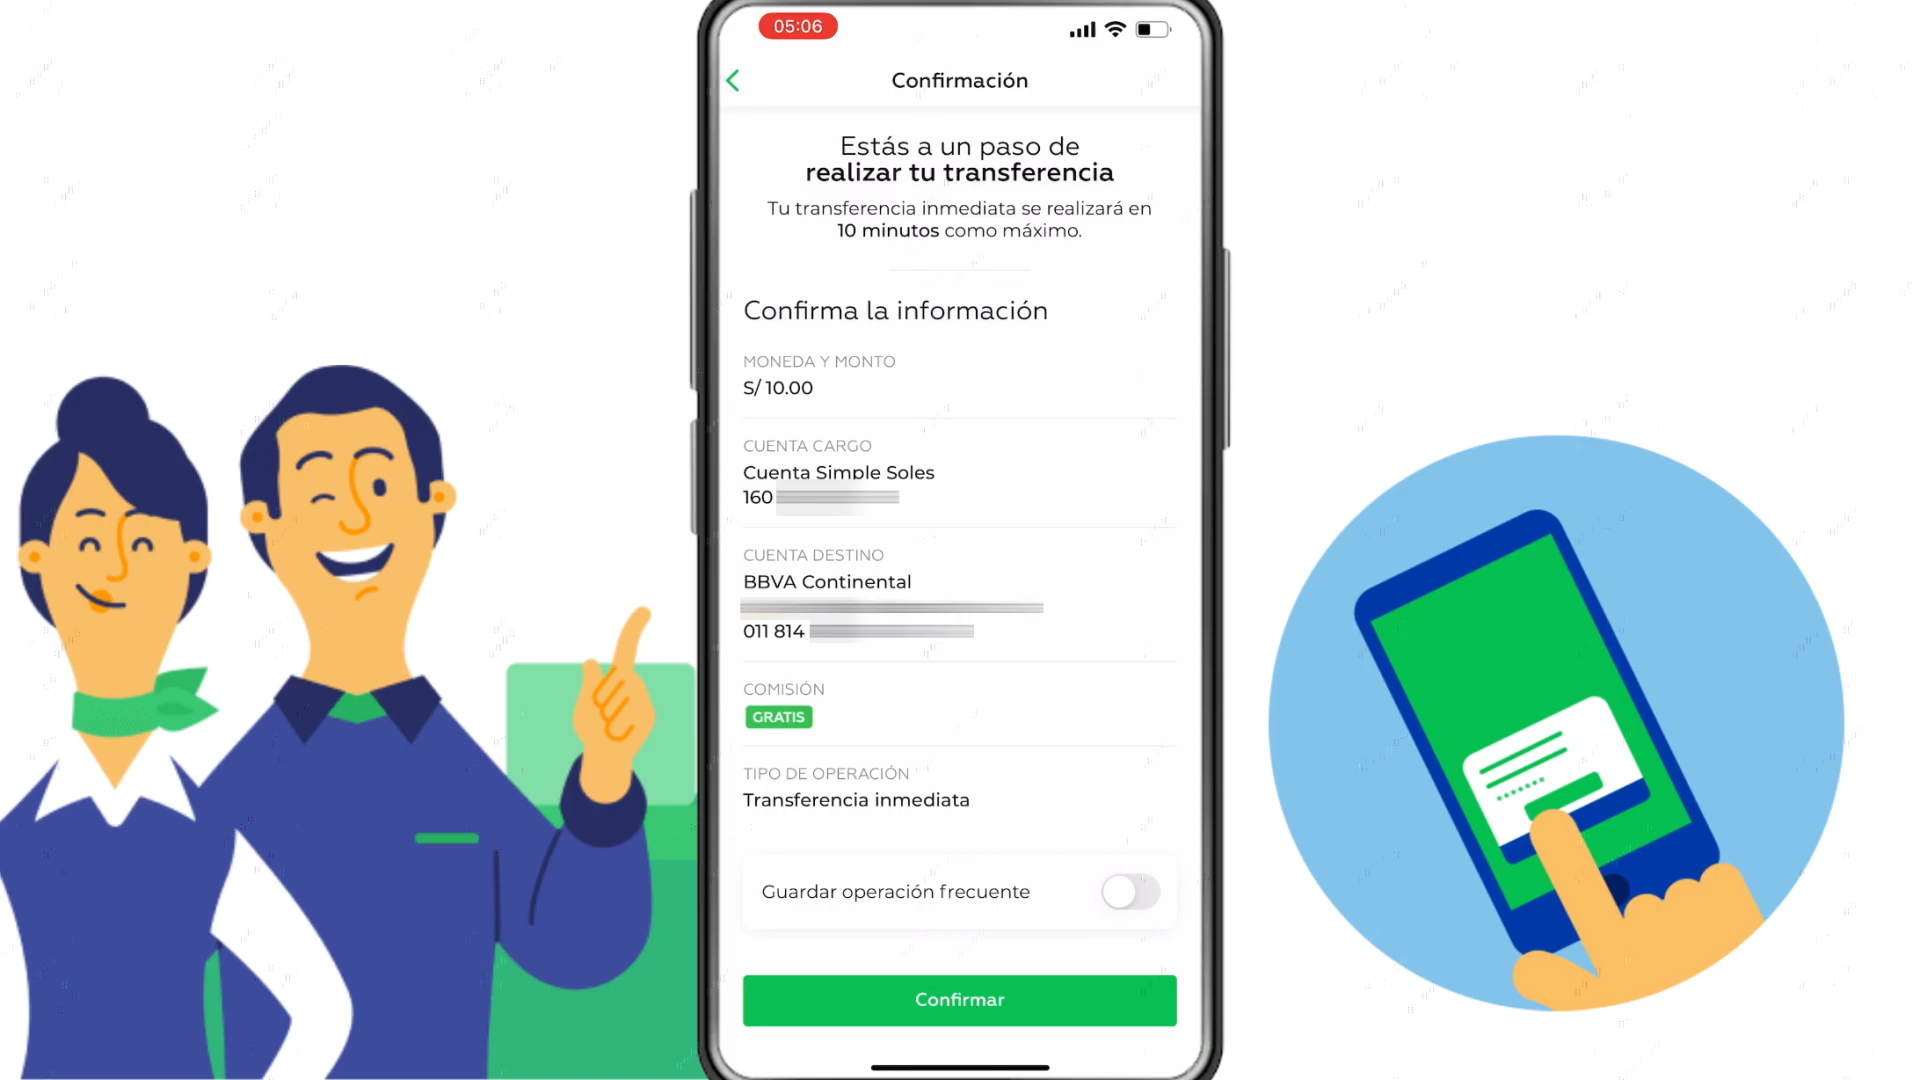 05:06
Confirmación
Estás a un paso de
realizar tu transferencia
Tu transferencia inmediata se realizará en
10 minutos como máximo.
Confirma la información
MONEDA Y MONTO
S/ 10.00
CUENTA CARGO
Cuenta Simple Soles
160
CUENTA DESTINO
BBVA Continental
011 814
COMISIÓN
GRATIS
TIPO DE OPERACIÓN
Transferencia inmediata
Guardar operación frecuente
Confirmar